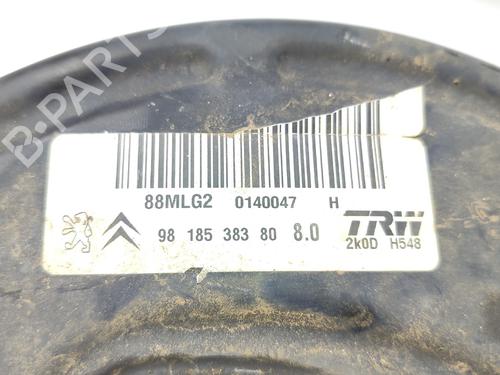 B-PARTS
88MLG2 0140047 H
98 185 383 80 8.0
TRW
2k0D H548